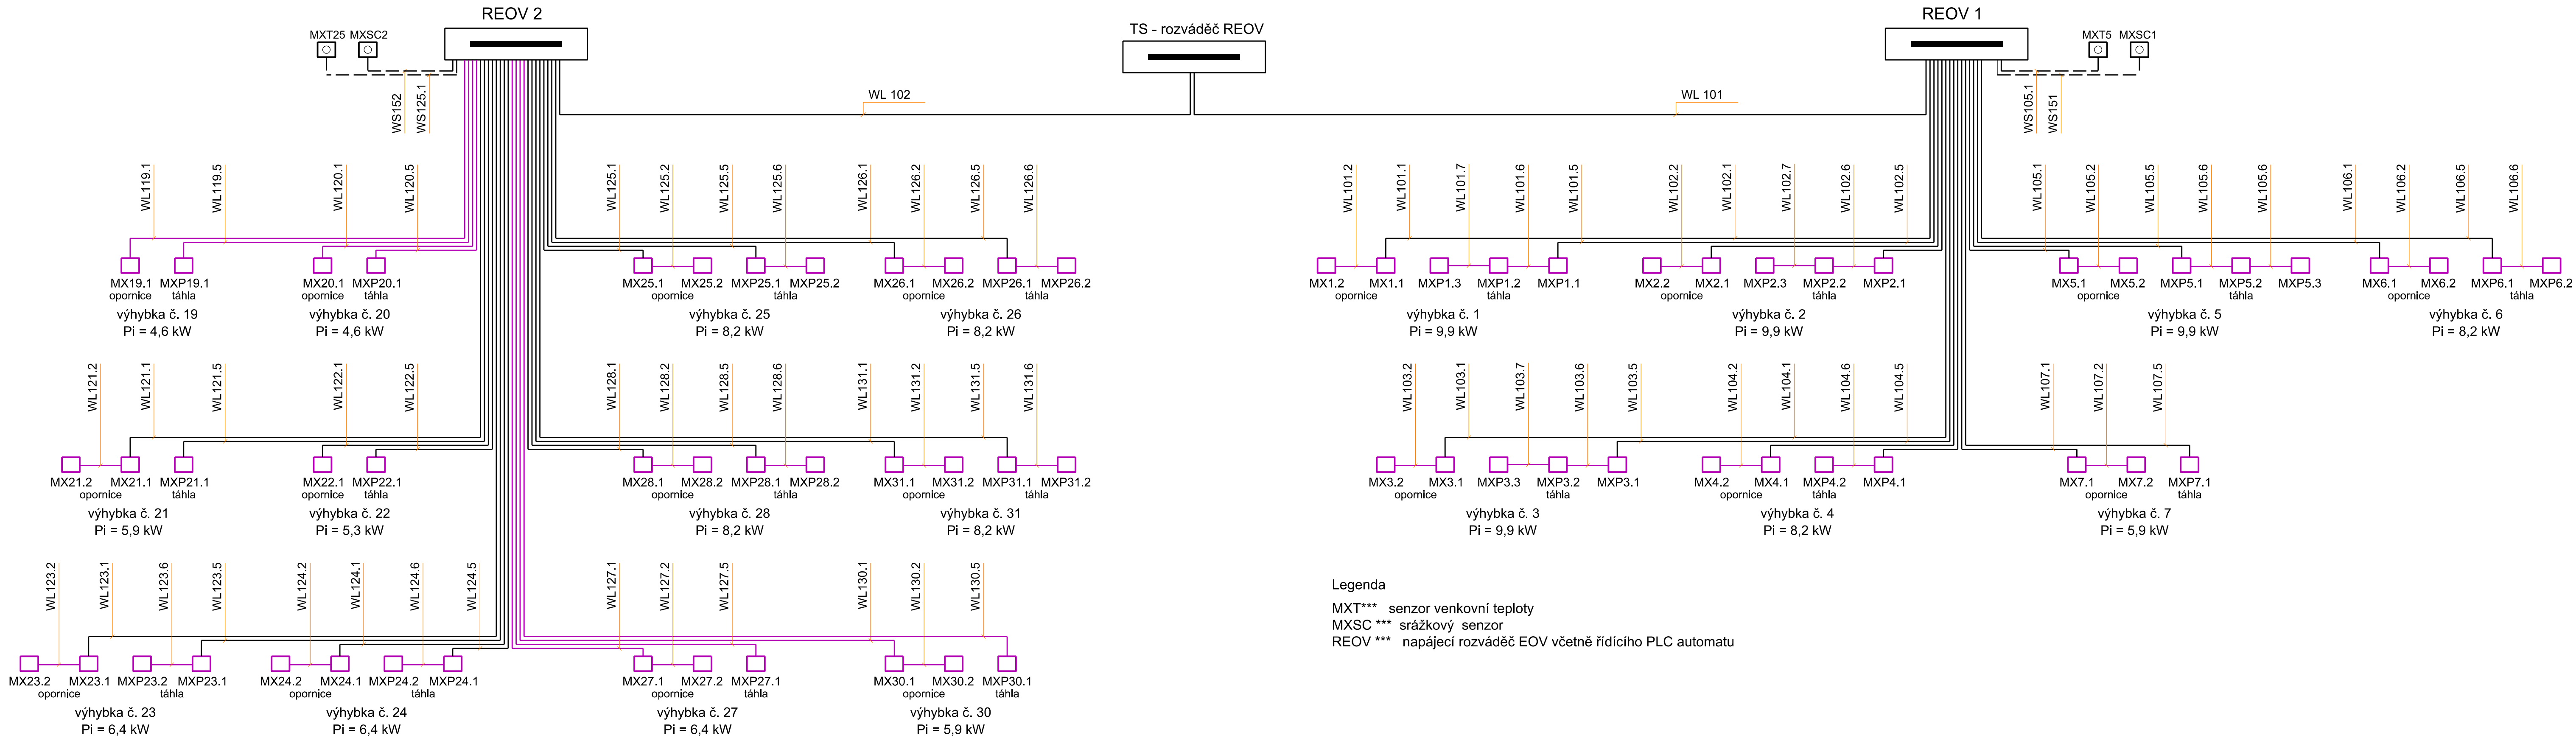 REOV 2
TS - rozváděč REOV
REOV 1
MXT25 MXSC2
MXT5 MXSC1
WS152
WS125.1
WL 102
WL 101
WS105.1
WS151
WL119.1 WL119.5 WL120.1 WL120.5 WL125.1 WL125.2 WL125.5 WL125.6 WL126.1 WL126.2 WL126.5 WL126.6
WL101.2 WL101.1 WL101.7 WL101.6 WL101.5 WL102.2 WL102.1 WL102.7 WL102.6 WL102.5 WL105.1 WL105.2 WL105.5 WL105.6 WL105.6 WL106.1 WL106.2 WL106.5 WL106.6
MX19.1 MXP19.1 MX20.1 MXP20.1 MX25.1 MX25.2 MXP25.1 MXP25.2 MX26.1 MX26.2 MXP26.1 MXP26.2
opornice táhla opornice táhla opornice táhla opornice táhla
výhybka č. 19 výhybka č. 20 výhybka č. 25 výhybka č. 26
Pi = 4,6 kW Pi = 4,6 kW Pi = 8,2 kW Pi = 8,2 kW
MX1.2 MX1.1 MXP1.3 MXP1.2 MXP1.1 MX2.2 MX2.1 MXP2.3 MXP2.2 MXP2.1 MX5.1 MX5.2 MXP5.1 MXP5.2 MXP5.3 MX6.1 MX6.2 MXP6.1 MXP6.2
opornice táhla opornice táhla opornice táhla opornice táhla
výhybka č. 1 výhybka č. 2 výhybka č. 5 výhybka č. 6
Pi = 9,9 kW Pi = 9,9 kW Pi = 9,9 kW Pi = 8,2 kW
WL121.2 WL121.1 WL121.5 WL122.1 WL122.5 WL128.1 WL128.2 WL128.5 WL128.6 WL131.1 WL131.2 WL131.5 WL131.6
WL103.2 WL103.1 WL103.7 WL103.6 WL103.5 WL104.2 WL104.1 WL104.6 WL104.5 WL107.1 WL107.2 WL107.5
MX21.2 MX21.1 MXP21.1 MX22.1 MXP22.1 MX28.1 MX28.2 MXP28.1 MXP28.2 MX31.1 MX31.2 MXP31.1 MXP31.2
opornice táhla opornice táhla opornice táhla opornice táhla
výhybka č. 21 výhybka č. 22 výhybka č. 28 výhybka č. 31
Pi = 5,9 kW Pi = 5,3 kW Pi = 8,2 kW Pi = 8,2 kW
MX3.2 MX3.1 MXP3.3 MXP3.2 MXP3.1 MX4.2 MX4.1 MXP4.2 MXP4.1 MX7.1 MX7.2 MXP7.1
opornice táhla opornice táhla opornice táhla
výhybka č. 3 výhybka č. 4 výhybka č. 7
Pi = 9,9 kW Pi = 8,2 kW Pi = 5,9 kW
WL123.2 WL123.1 WL123.6 WL123.5 WL124.2 WL124.1 WL124.6 WL124.5 WL127.1 WL127.2 WL127.5 WL130.1 WL130.2 WL130.5
MX23.2 MX23.1 MXP23.2 MXP23.1 MX24.2 MX24.1 MXP24.2 MXP24.1 MX27.1 MX27.2 MXP27.1 MX30.1 MX30.2 MXP30.1
opornice táhla opornice táhla opornice táhla opornice táhla
výhybka č. 23 výhybka č. 24 výhybka č. 27 výhybka č. 30
Pi = 6,4 kW Pi = 6,4 kW Pi = 6,4 kW Pi = 5,9 kW
Legenda
MXT*** senzor venkovní teploty
MXSC *** srážkový senzor
REOV *** napájecí rozváděč EOV včetně řídícího PLC automatu